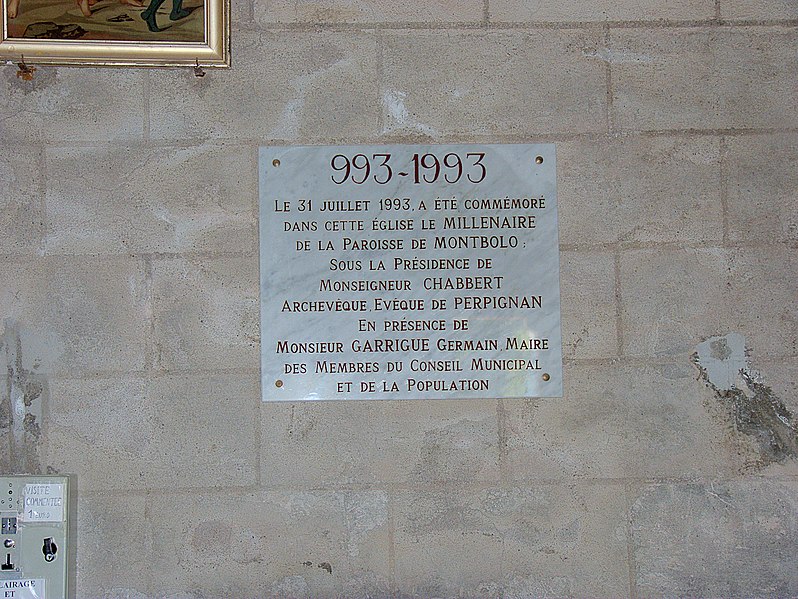 993-1993
LE 31 JUILLET 1993, A ÉTÉ COMMÉMORÉ
DANS CETTE ÉGLISE LE MILLENAIRE
DE LA PAROISSE DE MONTBOLO :
SOUS LA PRÉSIDENCE DE
MONSEIGNEUR CHABBERT
ARCHEVÊQUE, EVÊQUE DE PERPIGNAN
EN PRÉSENCE DE
MONSIEUR GARRIGUE GERMAIN, MAIRE
DES MEMBRES DU CONSEIL MUNICIPAL
ET DE LA POPULATION
VISITE
COMMENTÉE
LAIRAGE
ET